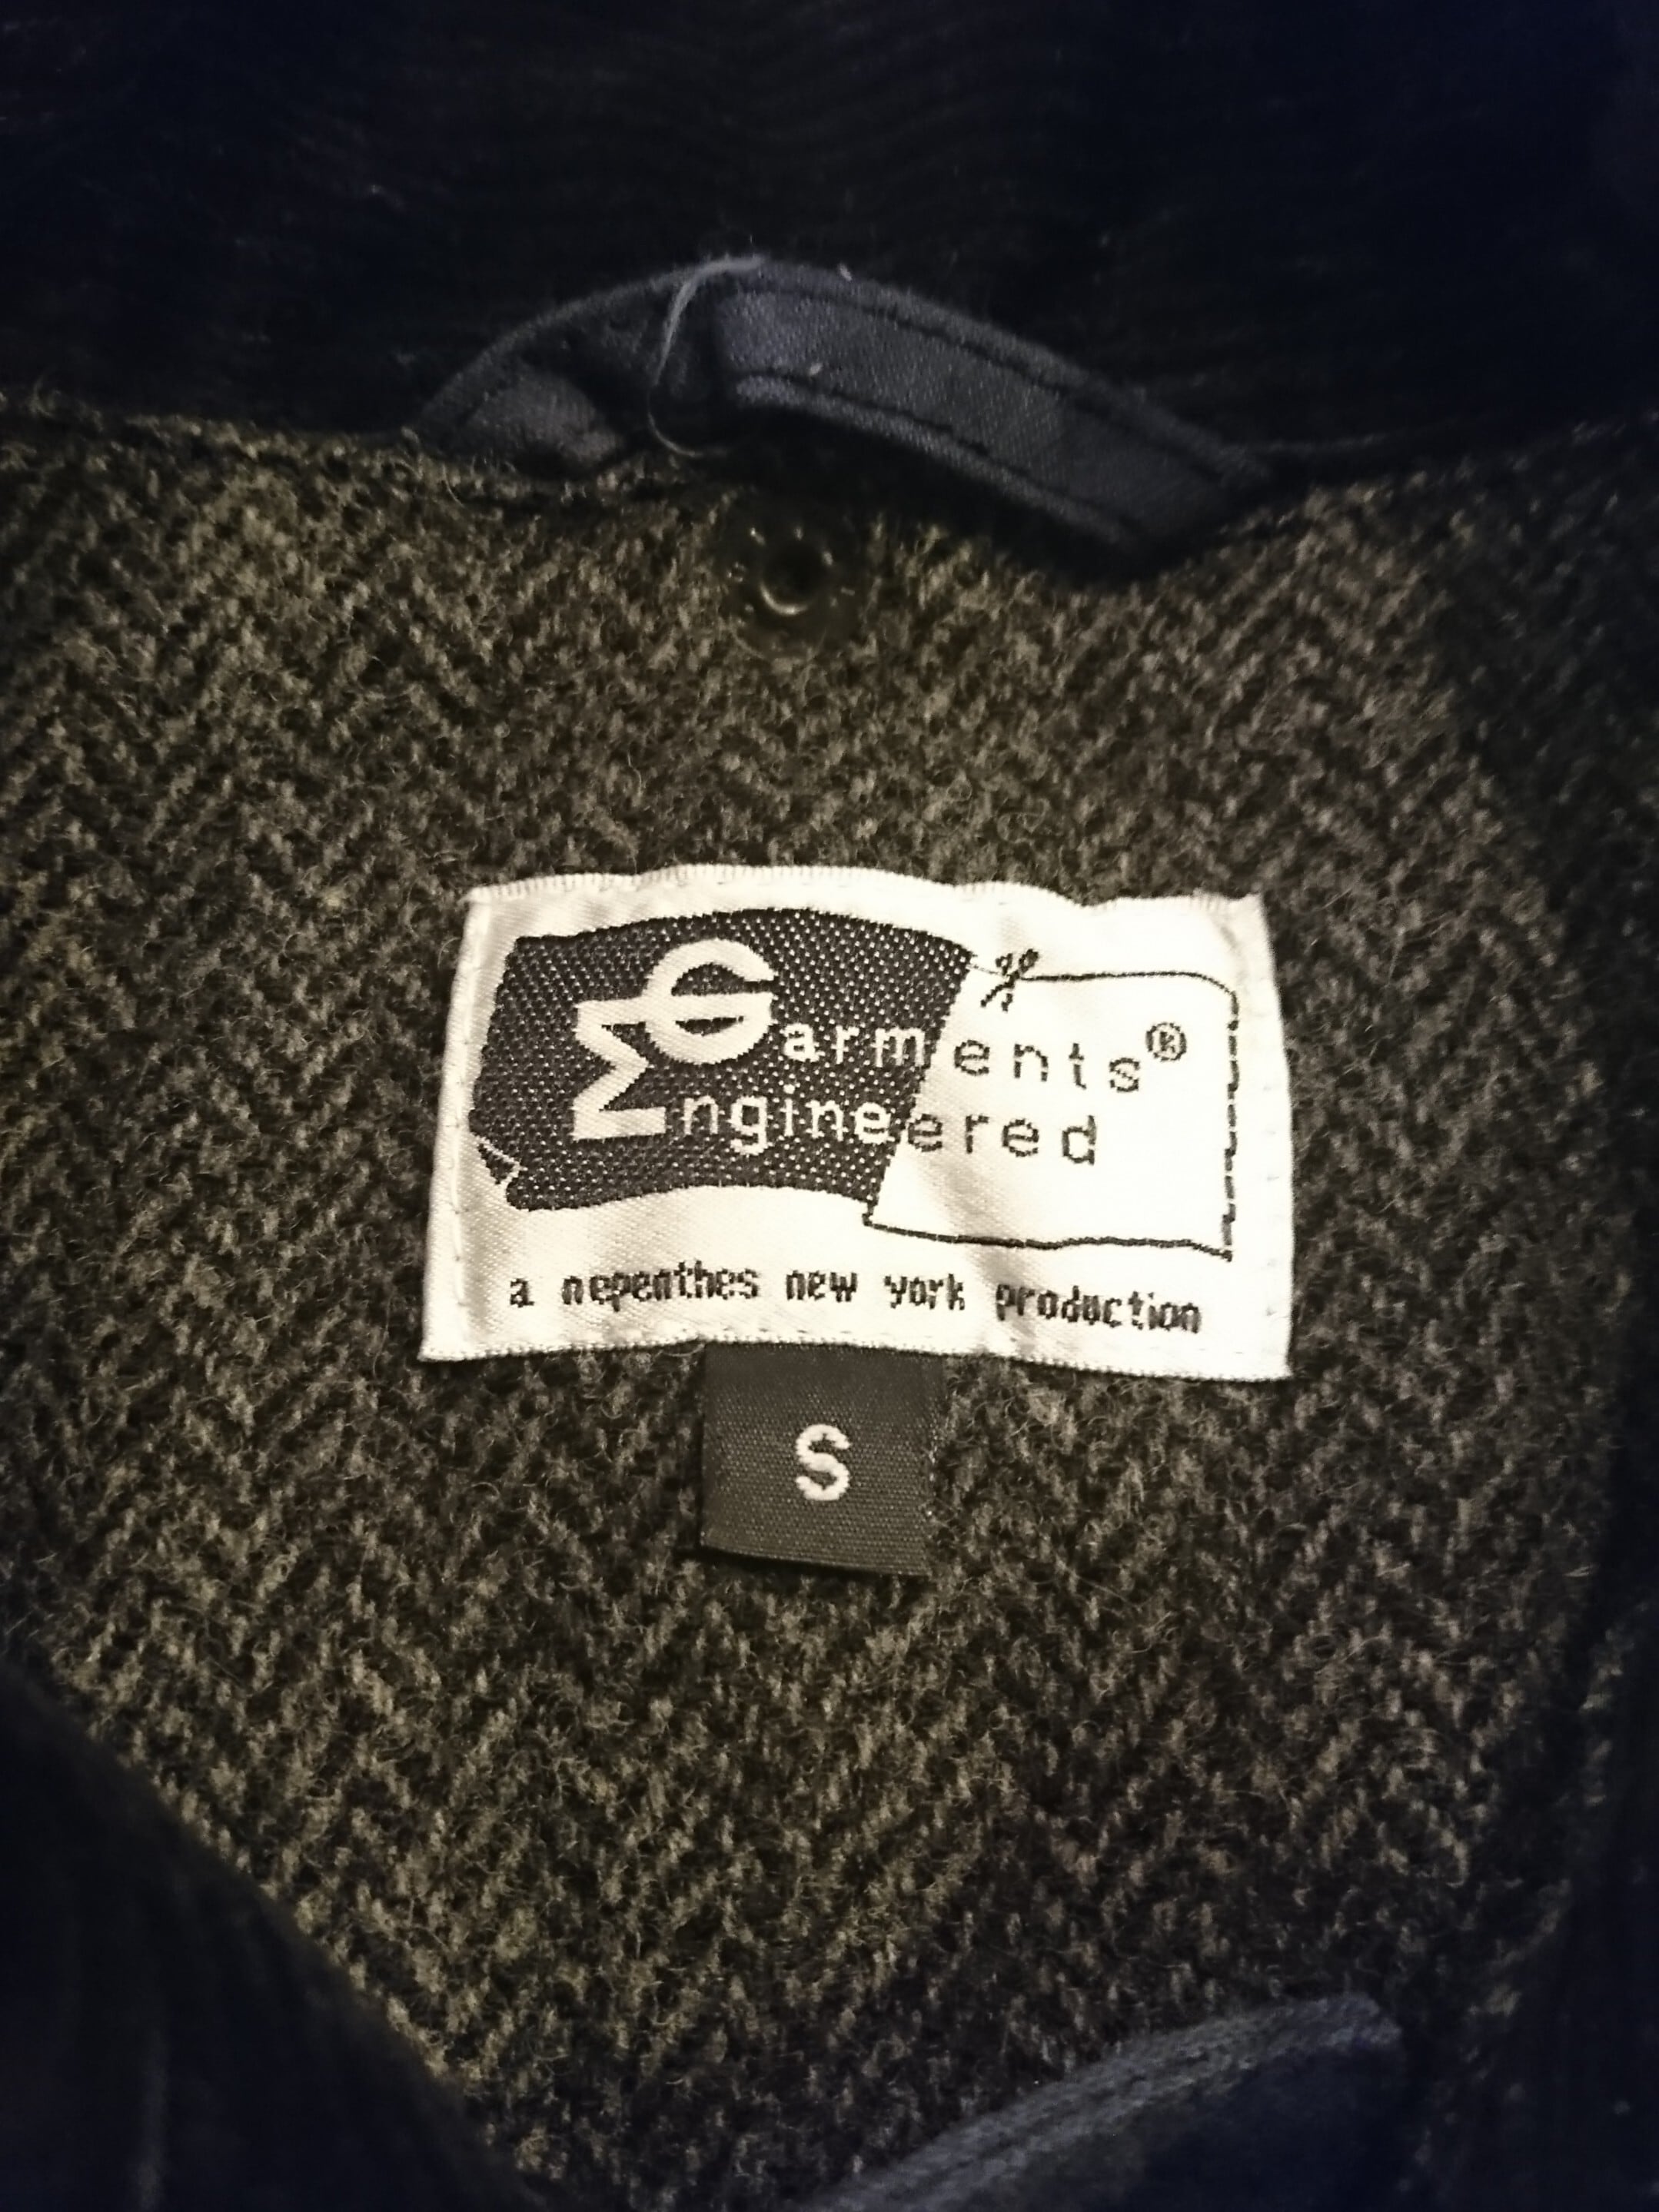 Garments®
Engineered
a nepenthes new york production
S